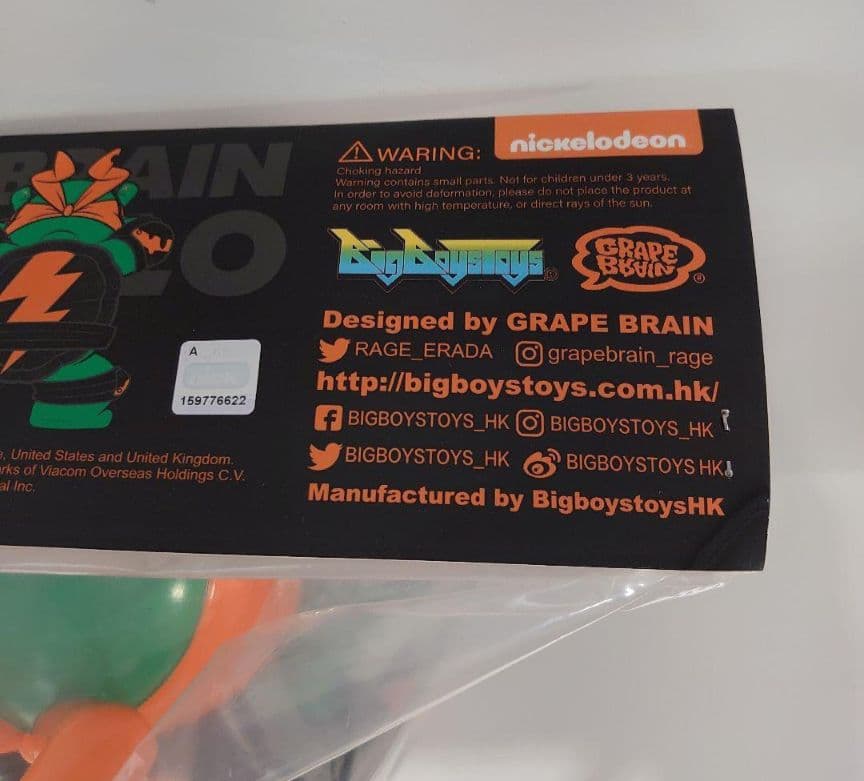 nickelodeon
WARING:
Choking hazard
Warning contains small parts. Not for children under 3 years.
In order to avoid deformation, please do not place the product at
any room with high temperature, or direct rays of the sun.
BRAIN
BigBoysToys
GRAPE
BRAIN
Designed by GRAPE BRAIN
RAGE_ERADA grapebrain_rage
http://bigboystoys.com.hk/
BIGBOYSTOYS_HK BIGBOYSTOYS_HK
BIGBOYSTOYS_HK BIGBOYSTOYS HK
Manufactured by BigboystoysHK
A
159776622
United States and United Kingdom.
of Viacom Overseas Holdings C.V.
Inc.